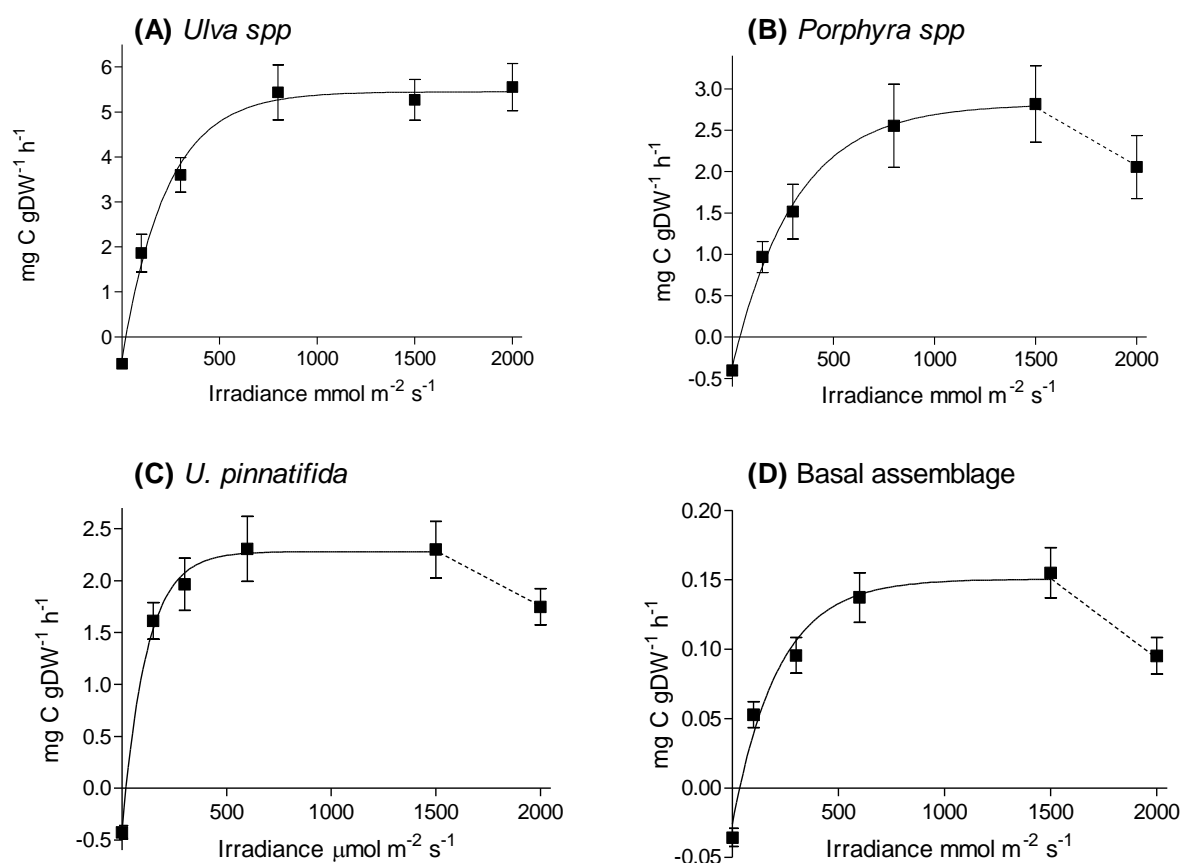 (A) Ulva spp
mg C gDW⁻¹ h⁻¹
6
5
4
3
2
1
0
500 1000 1500 2000
Irradiance mmol m⁻² s⁻¹
(B) Porphyra spp
mg C gDW⁻¹ h⁻¹
3.0
2.5
2.0
1.5
1.0
0.5
0.0
-0.5
500 1000 1500 2000
Irradiance mmol m⁻² s⁻¹
(C) U. pinnatifida
mg C gDW⁻¹ h⁻¹
2.5
2.0
1.5
1.0
0.5
0.0
-0.5
500 1000 1500 2000
Irradiance μmol m⁻² s⁻¹
(D) Basal assemblage
mg C gDW⁻¹ h⁻¹
0.20
0.15
0.10
0.05
0.00
-0.05
500 1000 1500 2000
Irradiance mmol m⁻² s⁻¹